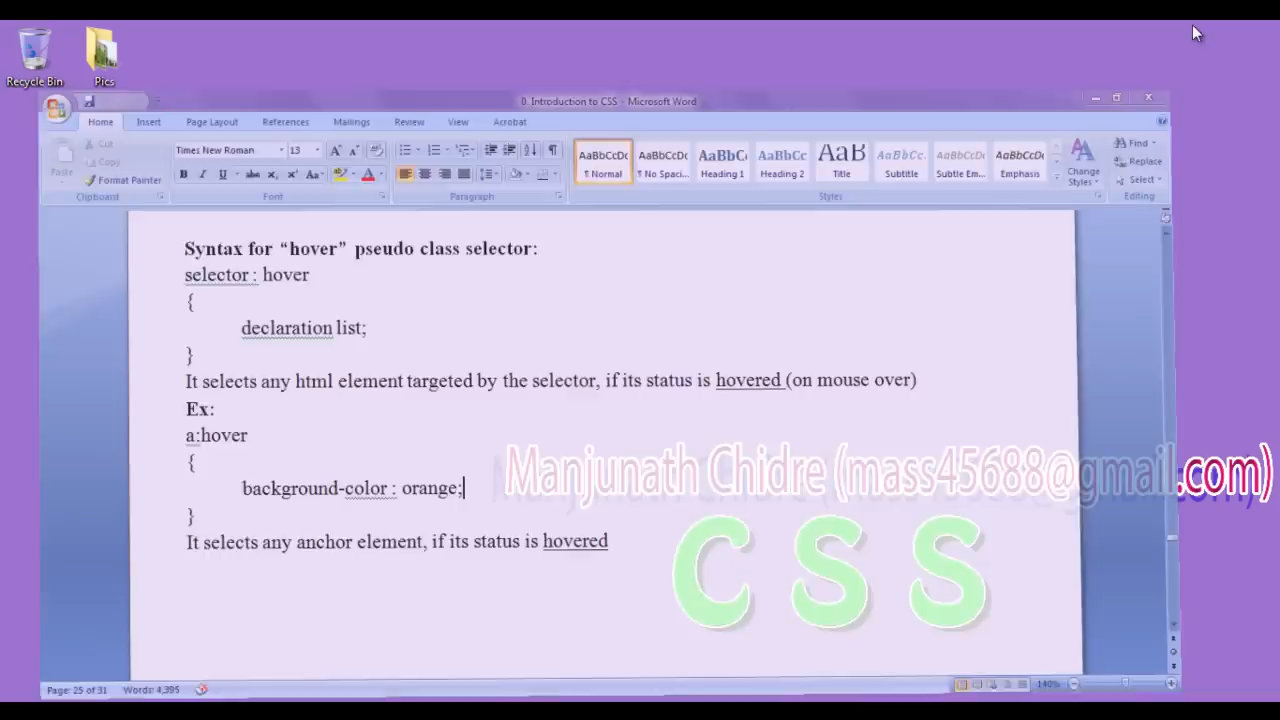 Recycle Bin
Pics
8. Introduction to CSS - Microsoft Word
Home Insert Page Layout References Mailings Review View Acrobat
Paste
Cut
Copy
Format Painter
Clipboard
Times New Roman 13
Font
Paragraph
AaBbCcDc AaBbCcDc AaBbCc AaBbCc AaB AaBbCc. AaBbCcDc AaBbCcDc
¶ Normal ¶ No Spaci... Heading 1 Heading 2 Title Subtitle Subtle Em... Emphasis
Change Styles
Styles
Find
Replace
Select
Editing
Syntax for “hover” pseudo class selector:
selector : hover
{
declaration list;
}
It selects any html element targeted by the selector, if its status is hovered (on mouse over)
Ex:
a:hover
{
background-color : orange;
}
It selects any anchor element, if its status is hovered
Manjunath Chidre (mass45688@gmail.com)
CSS
Page: 25 of 31 Words: 4,395 140%